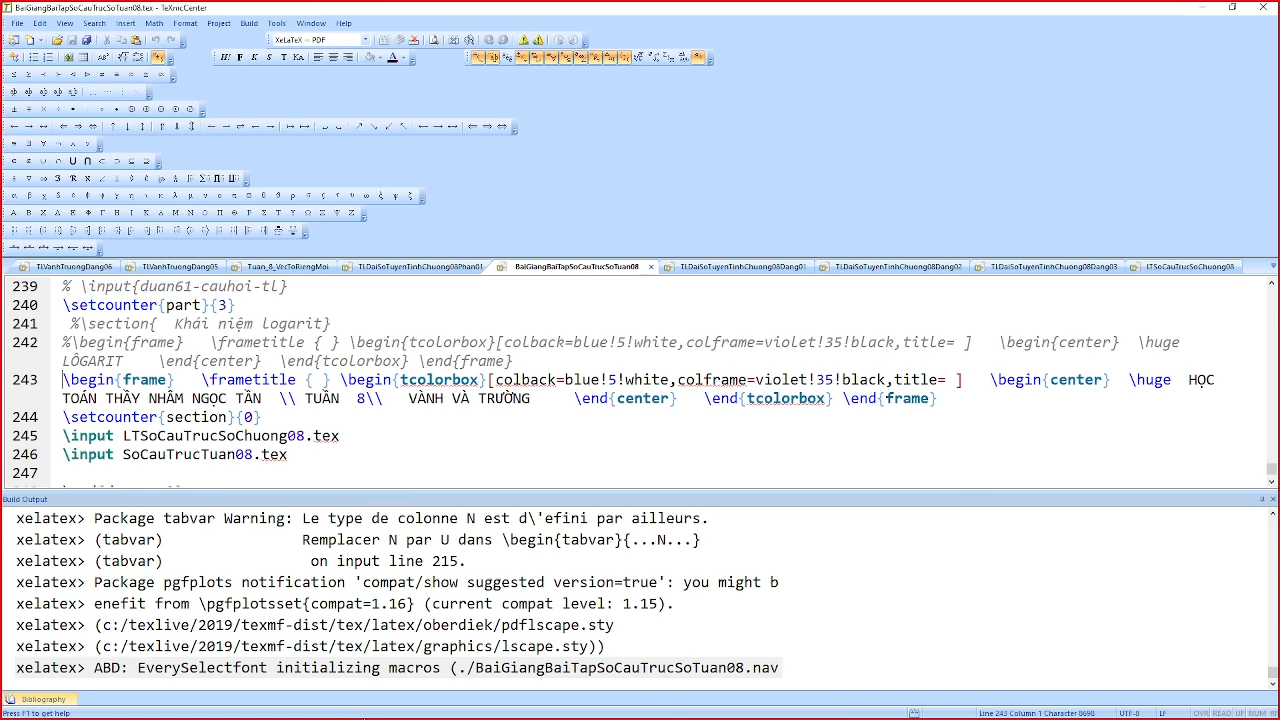 BaiGiangBaiTapSoCauTrucSoTuan08.tex - TeXnicCenter
File Edit View Search Insert Math Format Project Build Tools Window Help
XeLaTeX ⇨ PDF
TLVanhTruongDang06 TLVanhTruongDang05 Tuan_8_VecToRiengMoi TLDaiSoTuyenTinhChuong08Phan01 BaiGiangBaiTapSoCauTrucSoTuan08 TLDaiSoTuyenTinhChuong08Dang01 TLDaiSoTuyenTinhChuong08Dang02 TLDaiSoTuyenTinhChuong08Dang03 LTSoCauTrucSoChuong08
239 % \input{duan61-cauhoi-tl}
240 \setcounter{part}{3}
241 %\section{ Khái niệm logarit}
242 %\begin{frame} \frametitle { } \begin{tcolorbox}[colback=blue!5!white,colframe=violet!35!black,title= ] \begin{center} \huge
LÔGARIT \end{center} \end{tcolorbox} \end{frame}
243 \begin{frame} \frametitle { } \begin{tcolorbox}[colback=blue!5!white,colframe=violet!35!black,title= ] \begin{center} \huge HỌC
TOÁN THẦY NHÂM NGỌC TẦN \\ TUẦN 8\\ VÀNH VÀ TRƯỜNG \end{center} \end{tcolorbox} \end{frame}
244 \setcounter{section}{0}
245 \input LTSoCauTrucSoChuong08.tex
246 \input SoCauTrucTuan08.tex
247
Build Output
xelatex> Package tabvar Warning: Le type de colonne N est d\'efini par ailleurs.
xelatex> (tabvar) Remplacer N par U dans \begin{tabvar}{...N...}
xelatex> (tabvar) on input line 215.
xelatex> Package pgfplots notification 'compat/show suggested version=true': you might b
xelatex> enefit from \pgfplotsset{compat=1.16} (current compat level: 1.15).
xelatex> (c:/texlive/2019/texmf-dist/tex/latex/oberdiek/pdflscape.sty
xelatex> (c:/texlive/2019/texmf-dist/tex/latex/graphics/lscape.sty))
xelatex> ABD: EverySelectfont initializing macros (./BaiGiangBaiTapSoCauTrucSoTuan08.nav
Bibliography
Press F1 to get help Line 243 Column 1 Character 8698 UTF-8 LF OVR READ UF NUM